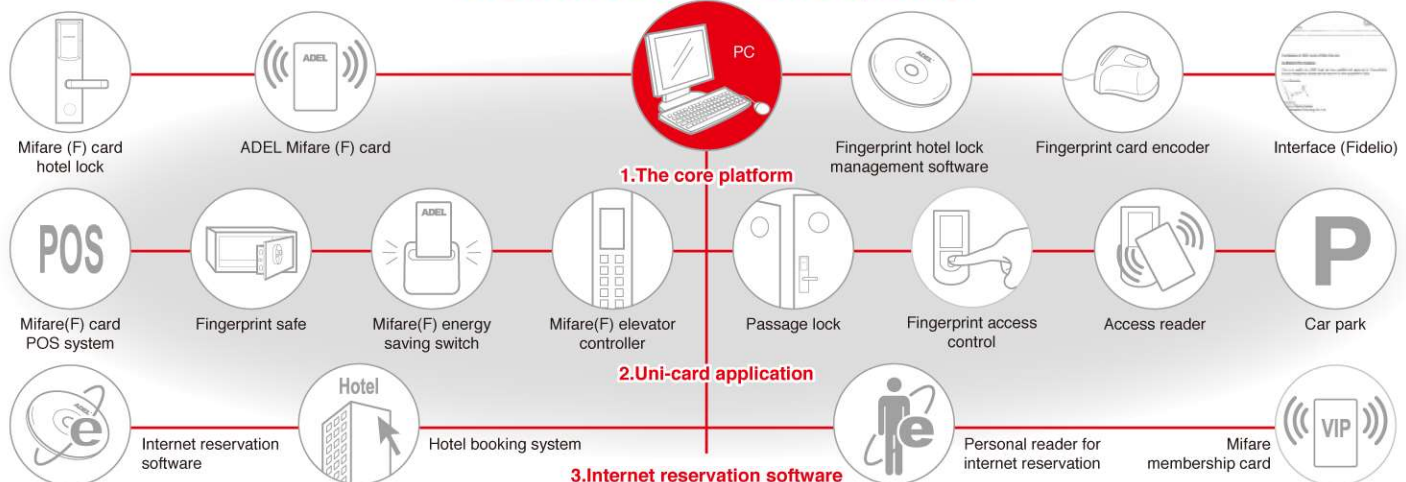 PC
ADEL
ADEL
Mifare (F) card
hotel lock
ADEL Mifare (F) card
Fingerprint hotel lock
management software
Fingerprint card encoder
Interface (Fidelio)
1.The core platform
POS
ADEL
P
Mifare(F) card
POS system
Fingerprint safe
Mifare(F) energy
saving switch
Mifare(F) elevator
controller
Passage lock
Fingerprint access
control
Access reader
Car park
2.Uni-card application
ADEL
e
Internet reservation
software
Hotel
Hotel booking system
e
Personal reader for
internet reservation
Mifare
membership card
VIP
3.Internet reservation software